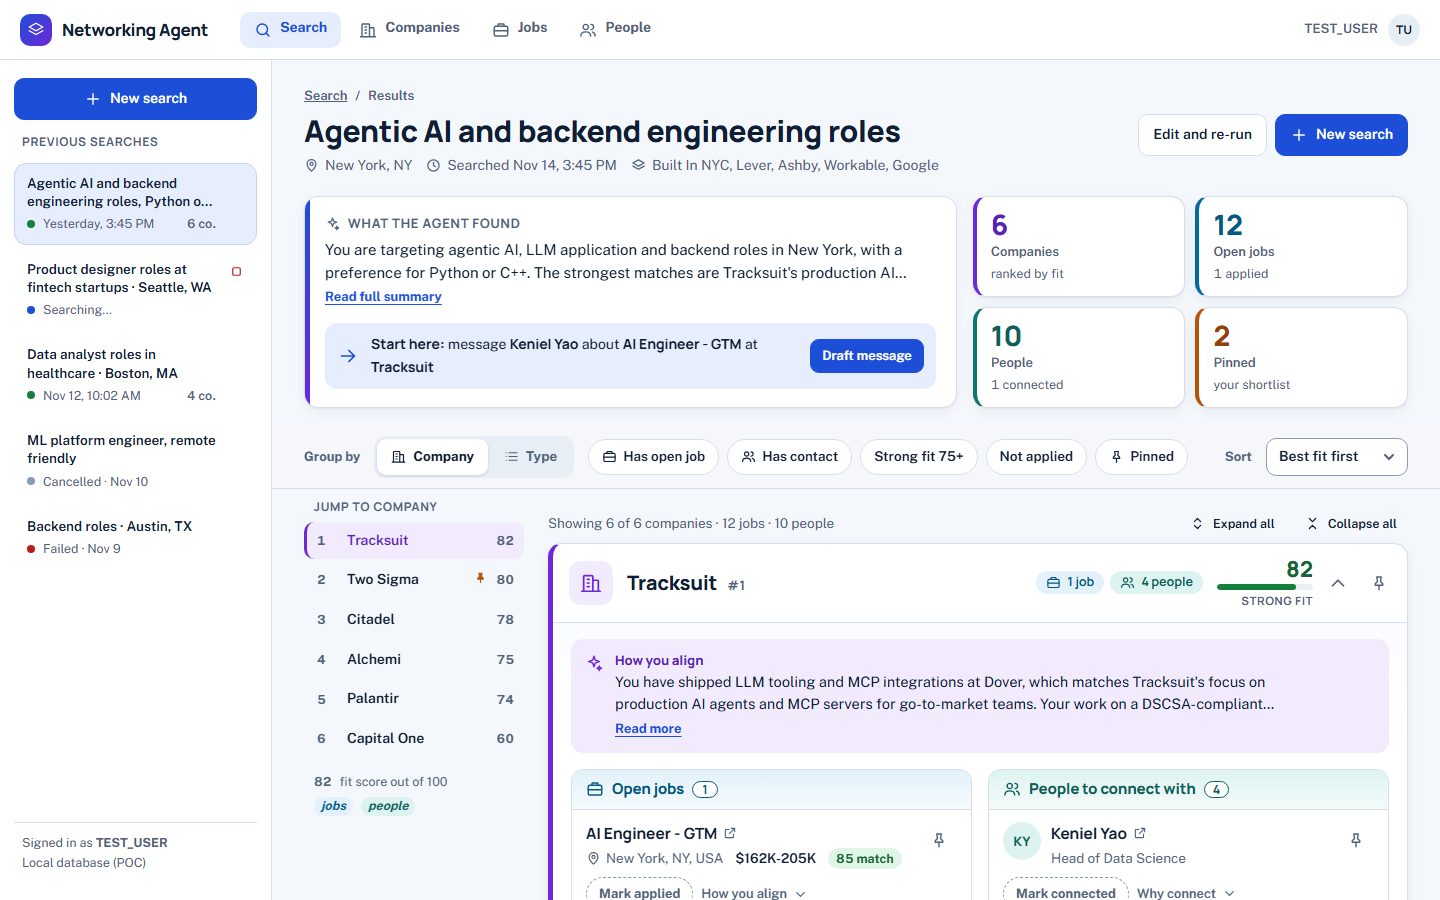 Networking Agent
Search
Companies
Jobs
People
TEST_USER
TU
New search
PREVIOUS SEARCHES
Agentic AI and backend
engineering roles, Python o...
Yesterday, 3:45 PM
6 co.
Product designer roles at
fintech startups · Seattle, WA
Searching...
Data analyst roles in
healthcare · Boston, MA
Nov 12, 10:02 AM
4 co.
ML platform engineer, remote
friendly
Cancelled · Nov 10
Backend roles · Austin, TX
Failed · Nov 9
Signed in as TEST_USER
Local database (POC)
Search / Results
Agentic AI and backend engineering roles
New York, NY
Searched Nov 14, 3:45 PM
Built In NYC, Lever, Ashby, Workable, Google
Edit and re-run
New search
WHAT THE AGENT FOUND
You are targeting agentic AI, LLM application and backend roles in New York, with a
preference for Python or C++. The strongest matches are Tracksuit's production AI...
Read full summary
Start here: message Keniel Yao about AI Engineer - GTM at
Tracksuit
Draft message
6
Companies
ranked by fit
12
Open jobs
1 applied
10
People
1 connected
2
Pinned
your shortlist
Group by
Company
Type
Has open job
Has contact
Strong fit 75+
Not applied
Pinned
Sort
Best fit first
JUMP TO COMPANY
1 Tracksuit 82
2 Two Sigma 80
3 Citadel 78
4 Alchemi 75
5 Palantir 74
6 Capital One 60
82 fit score out of 100
jobs people
Showing 6 of 6 companies · 12 jobs · 10 people
Expand all
Collapse all
Tracksuit #1
1 job
4 people
82
STRONG FIT
How you align
You have shipped LLM tooling and MCP integrations at Dover, which matches Tracksuit's focus on
production AI agents and MCP servers for go-to-market teams. Your work on a DSCSA-compliant...
Read more
Open jobs 1
AI Engineer - GTM
New York, NY, USA
$162K-205K
85 match
Mark applied
How you align
People to connect with 4
KY
Keniel Yao
Head of Data Science
Mark connected
Why connect